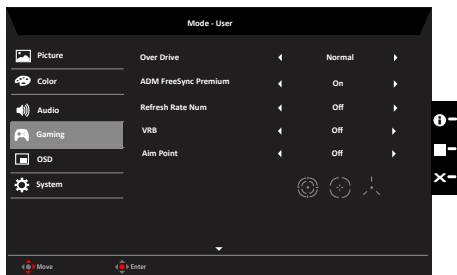 Mode - User
Picture
Color
Audio
Gaming
OSD
System
Over Drive Normal
ADM FreeSync Premium On
Refresh Rate Num Off
VRB Off
Aim Point Off
Move Enter